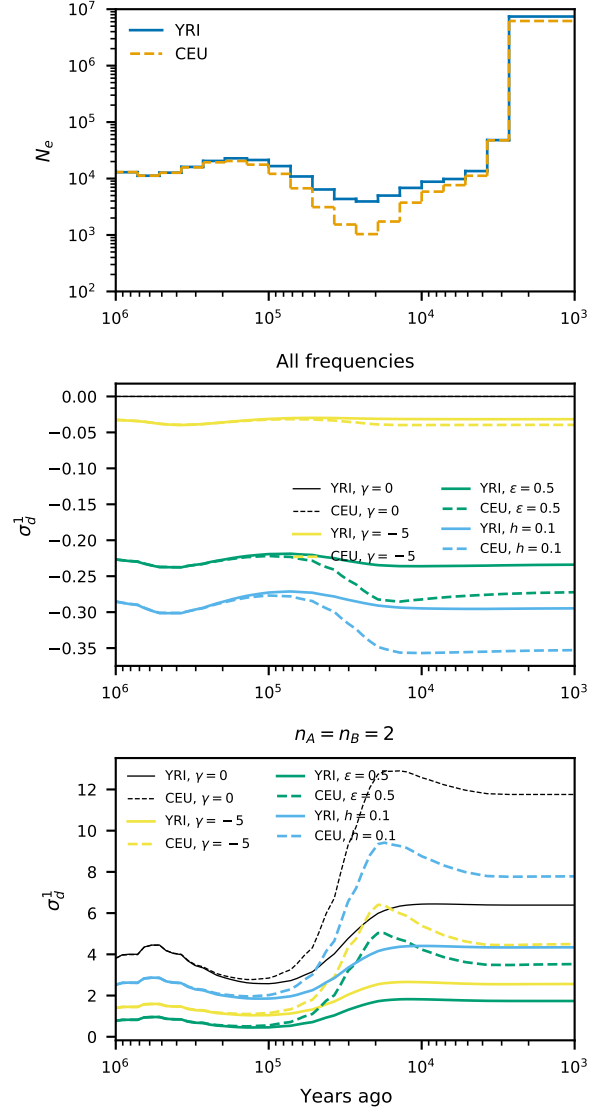 10^7
10^6
10^5
10^4
10^3
10^2
N_e
YRI
CEU
10^6
10^5
10^4
10^3
All frequencies
0.00
−0.05
−0.10
−0.15
−0.20
−0.25
−0.30
−0.35
σ_d^1
YRI, γ = 0
CEU, γ = 0
YRI, γ = −5
CEU, γ = −5
YRI, ε = 0.5
CEU, ε = 0.5
YRI, h = 0.1
CEU, h = 0.1
10^6
10^5
10^4
10^3
n_A = n_B = 2
12
10
8
6
4
2
0
σ_d^1
YRI, γ = 0
CEU, γ = 0
YRI, γ = −5
CEU, γ = −5
YRI, ε = 0.5
CEU, ε = 0.5
YRI, h = 0.1
CEU, h = 0.1
10^6
10^5
10^4
10^3
Years ago